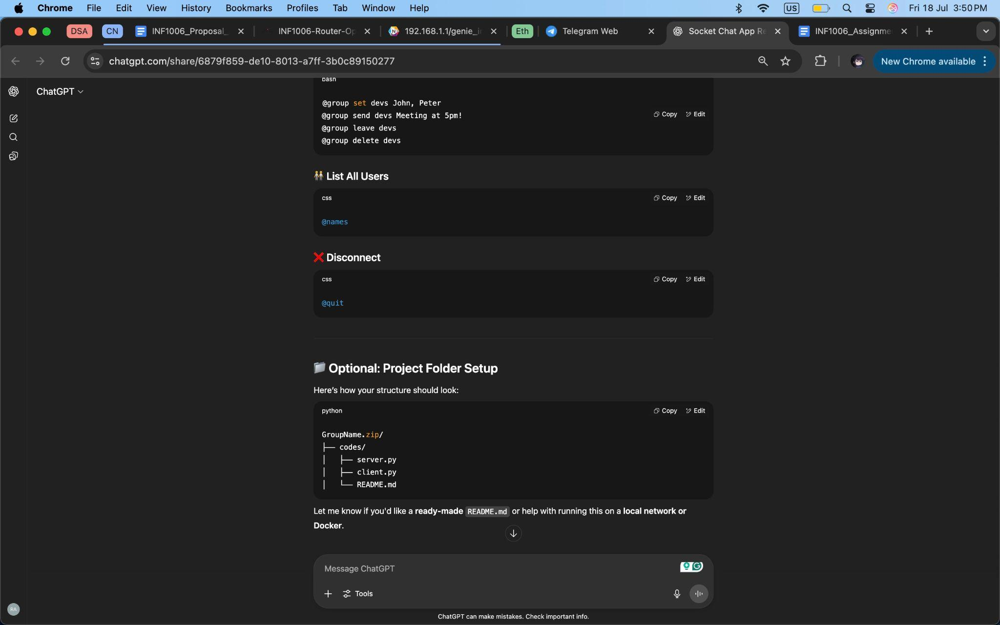 Chrome File Edit View History Bookmarks Profiles Tab Window Help US Fri 18 Jul 3:50 PM
DSA CN INF1006_Proposal_ 192.168.1.1/genie_i Eth Telegram Web Socket Chat App Re INF1006_Assignme
INF1006-Router-Op
chatgpt.com/share/6879f859-de10-8013-a7ff-3b0c89150277 New Chrome available
ChatGPT
bash
Copy Edit
@group set devs John, Peter
@group send devs Meeting at 5pm!
@group leave devs
@group delete devs
List All Users
css Copy Edit
@names
Disconnect
css Copy Edit
@quit
Optional: Project Folder Setup
Here's how your structure should look:
python Copy Edit
GroupName.zip/
├── codes/
│   ├── server.py
│   ├── client.py
│   └── README.md
Let me know if you'd like a ready-made README.md or help with running this on a local network or
Docker.
Message ChatGPT
Tools
RA
ChatGPT can make mistakes. Check important info.